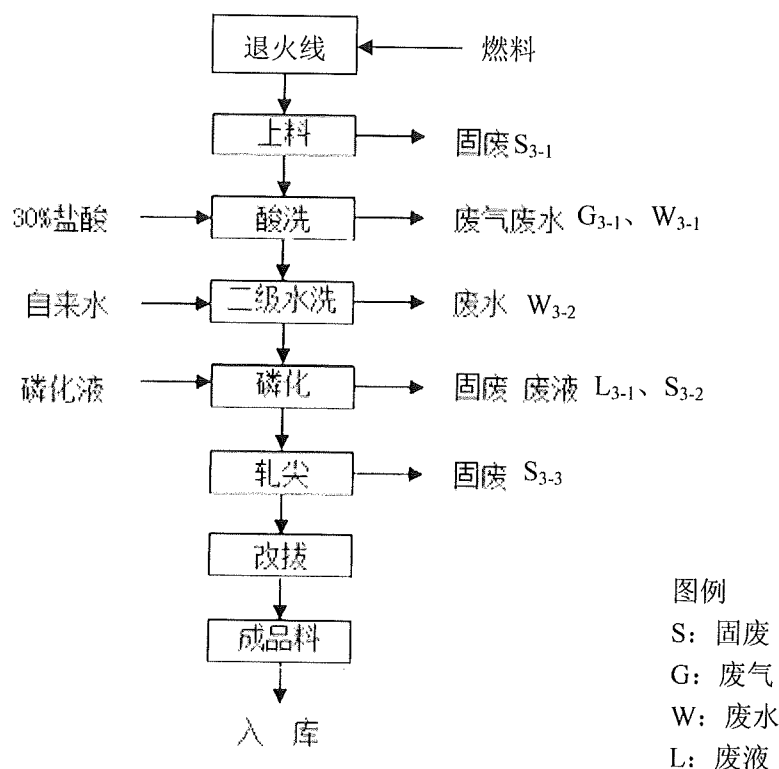 退火线 燃料
上料 固废 S3-1
30%盐酸 酸洗 废气废水 G3-1、W3-1
自来水 二级水洗 废水 W3-2
磷化液 磷化 固废 废液 L3-1、S3-2
轧尖 固废 S3-3
改拔
成品料
入 库
图例
S：固废
G：废气
W：废水
L：废液